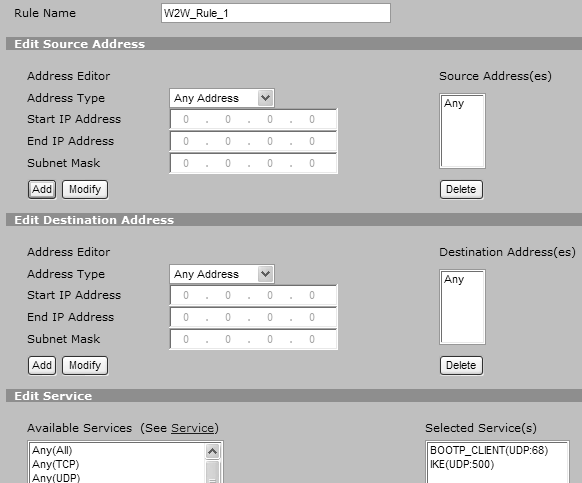 Rule Name W2W_Rule_1
Edit Source Address
Address Editor Source Address(es)
Address Type Any Address Any
Start IP Address 0 . 0 . 0 . 0
End IP Address 0 . 0 . 0 . 0
Subnet Mask 0 . 0 . 0 . 0
Add Modify Delete
Edit Destination Address
Address Editor Destination Address(es)
Address Type Any Address Any
Start IP Address 0 . 0 . 0 . 0
End IP Address 0 . 0 . 0 . 0
Subnet Mask 0 . 0 . 0 . 0
Add Modify Delete
Edit Service
Available Services (See Service) Selected Service(s)
Any(All) BOOTP_CLIENT(UDP:68)
Any(TCP) IKE(UDP:500)
Any(UDP)